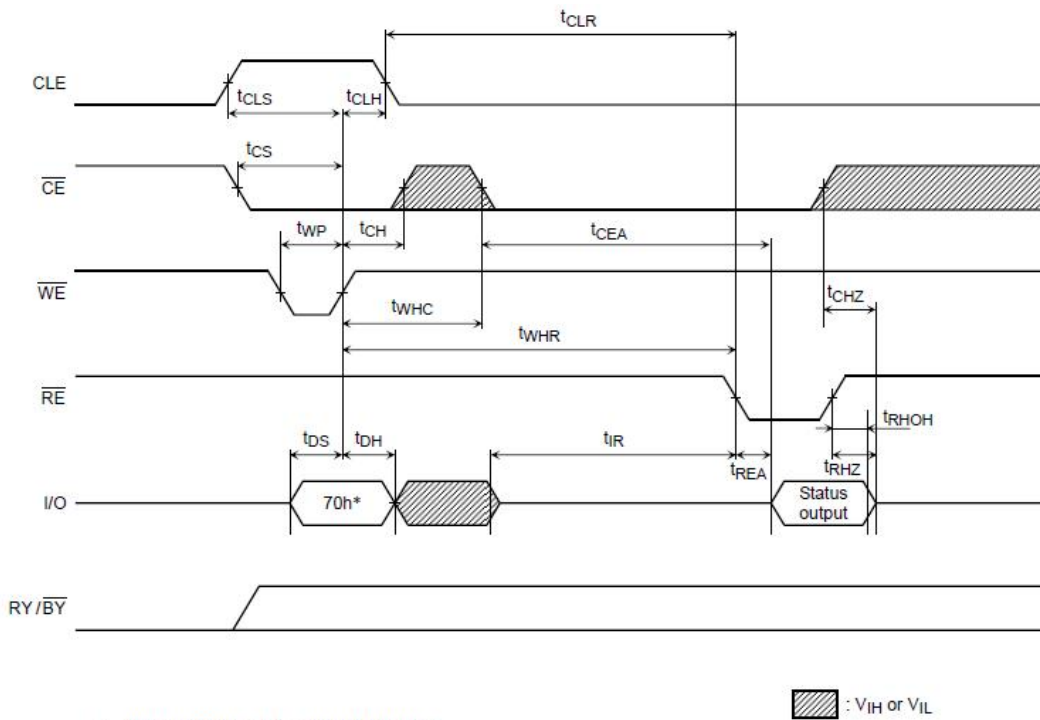 tCLR
CLE
tCLS
tCLH
tCS
CE
tWP
tCH
tCEA
WE
tCHZ
tWHC
tWHR
RE
tRHOH
tDS
tDH
tIR
tREA
tRHZ
I/O
70h*
Status
output
RY/BY
: VIH or VIL